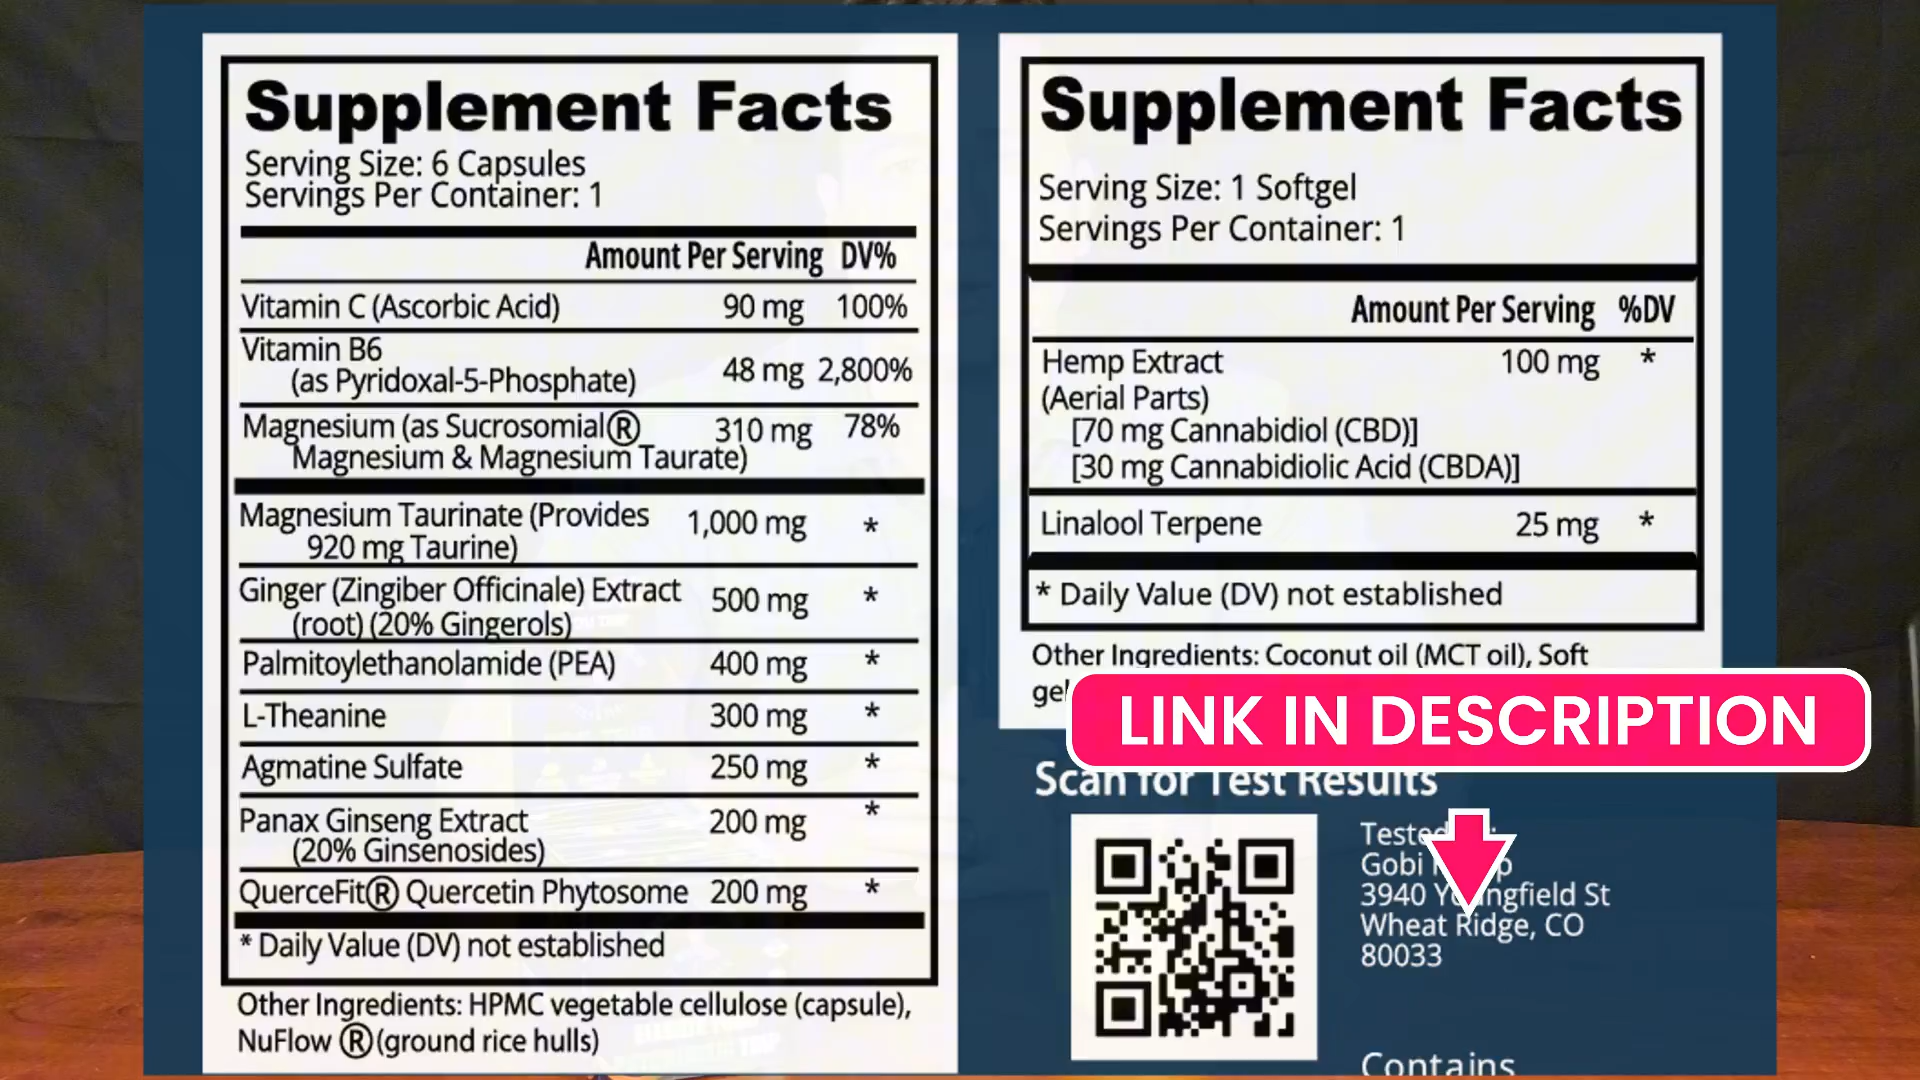 Supplement Facts
Serving Size: 6 Capsules
Servings Per Container: 1
Amount Per Serving DV%
Vitamin C (Ascorbic Acid) 90 mg 100%
Vitamin B6
(as Pyridoxal-5-Phosphate) 48 mg 2,800%
Magnesium (as Sucrosomial® 310 mg 78%
Magnesium & Magnesium Taurate)
Magnesium Taurinate (Provides 1,000 mg *
920 mg Taurine)
Ginger (Zingiber Officinale) Extract 500 mg *
(root) (20% Gingerols)
Palmitoylethanolamide (PEA) 400 mg *
L-Theanine 300 mg *
Agmatine Sulfate 250 mg *
Panax Ginseng Extract 200 mg *
(20% Ginsenosides)
QuerceFit® Quercetin Phytosome 200 mg *
* Daily Value (DV) not established
Other Ingredients: HPMC vegetable cellulose (capsule),
NuFlow ®(ground rice hulls)
Supplement Facts
Serving Size: 1 Softgel
Servings Per Container: 1
Amount Per Serving %DV
Hemp Extract 100 mg *
(Aerial Parts)
[70 mg Cannabidiol (CBD)]
[30 mg Cannabidiolic Acid (CBDA)]
Linalool Terpene 25 mg *
* Daily Value (DV) not established
Other Ingredients: Coconut oil (MCT oil), Soft
LINK IN DESCRIPTION
Scan for Test Results
Gobi
3940 Youngfield St
Wheat Ridge, CO
80033
Contains